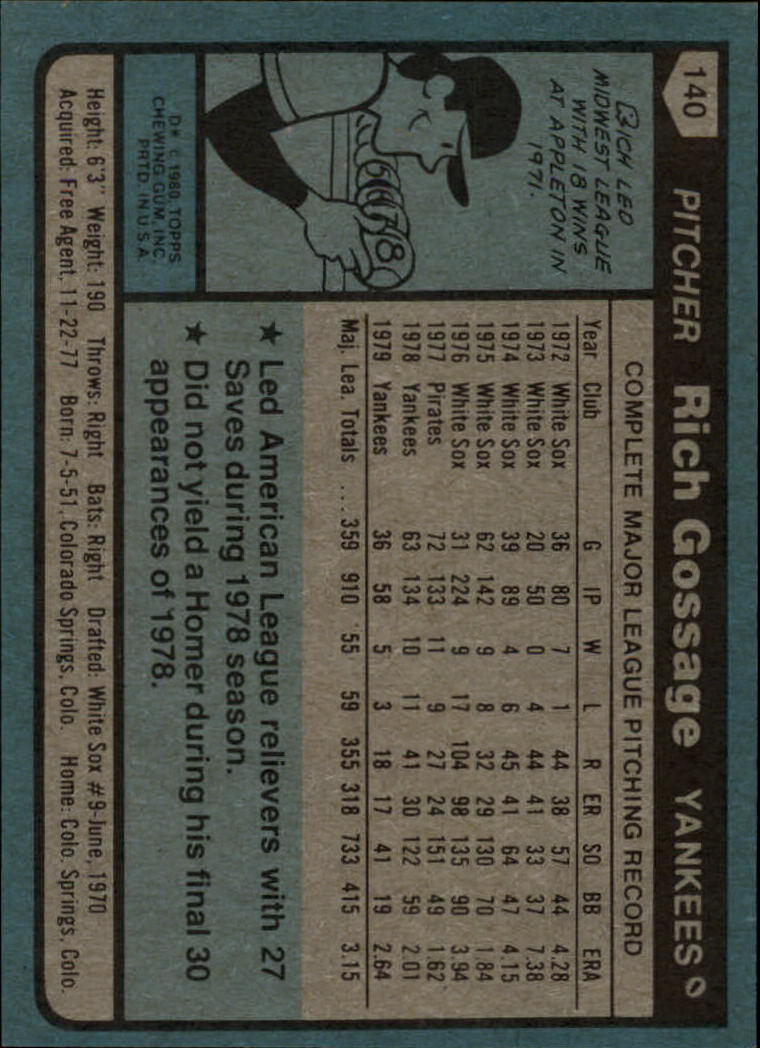 140 PITCHER Rich Gossage YANKEES
RICH LED
MIDWEST LEAGUE
WITH 18 WINS
AT APPLETON IN
1971.
678
D* © 1980 TOPPS
CHEWING GUM, INC.
PRTD. IN U.S.A.
COMPLETE MAJOR LEAGUE PITCHING RECORD
Year Club G IP W L R ER SO BB ERA
1972 White Sox 36 80 7 1 44 38 57 44 4.28
1973 White Sox 20 50 0 4 44 41 33 37 7.38
1974 White Sox 39 89 4 6 45 41 64 47 4.15
1975 White Sox 62 142 9 8 32 29 130 70 1.84
1976 White Sox 31 224 9 17 104 98 135 90 3.94
1977 Pirates 72 133 11 9 27 24 151 49 1.62
1978 Yankees 63 134 10 11 41 30 122 59 2.01
1979 Yankees 36 58 5 3 18 17 41 19 2.64
Maj. Lea. Totals ... 359 910 55 59 355 318 733 415 3.15
★ Led American League relievers with 27
Saves during 1978 season.
★ Did not yield a Homer during his final 30
appearances of 1978.
Height: 6'3" Weight: 190 Throws: Right Bats: Right Drafted: White Sox #9-June, 1970
Acquired: Free Agent, 11-22-77 Born: 7-5-51, Colorado Springs, Colo. Home: Colo. Springs, Colo.